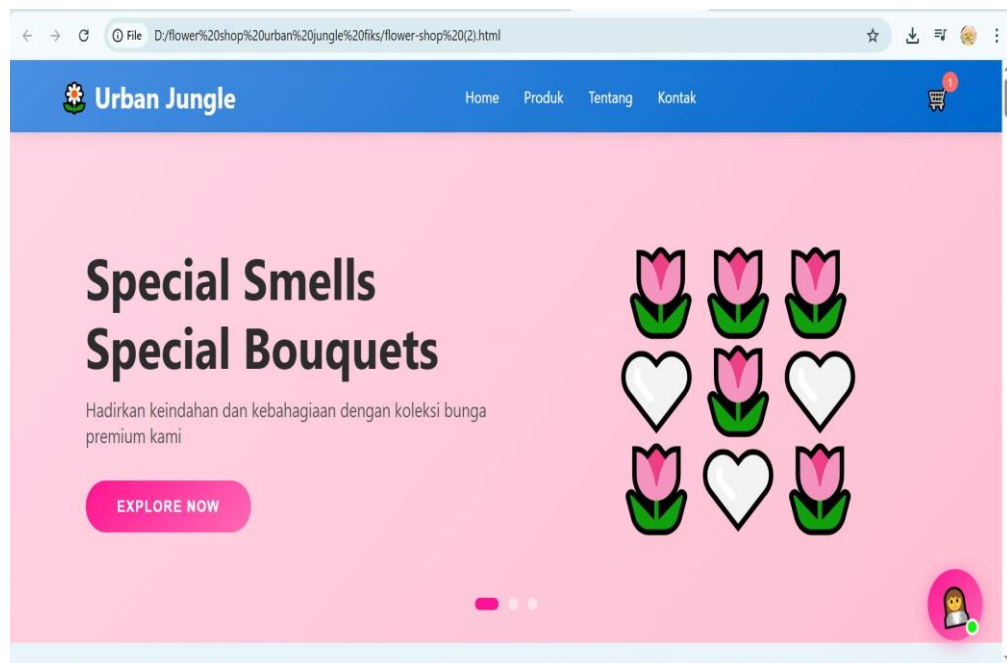 File
D:/flower%20shop%20urban%20jungle%20fiks/flower-shop%20(2).html
Urban Jungle
Home Produk Tentang Kontak
1
Special Smells
Special Bouquets
Hadirkan keindahan dan kebahagiaan dengan koleksi bunga
premium kami
EXPLORE NOW